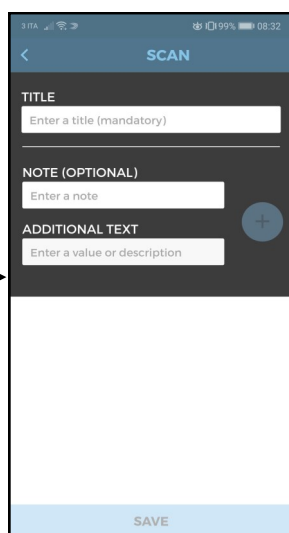 3 ITA 99% 08:32
SCAN
TITLE
Enter a title (mandatory)
NOTE (OPTIONAL)
Enter a note
+
ADDITIONAL TEXT
Enter a value or description
SAVE